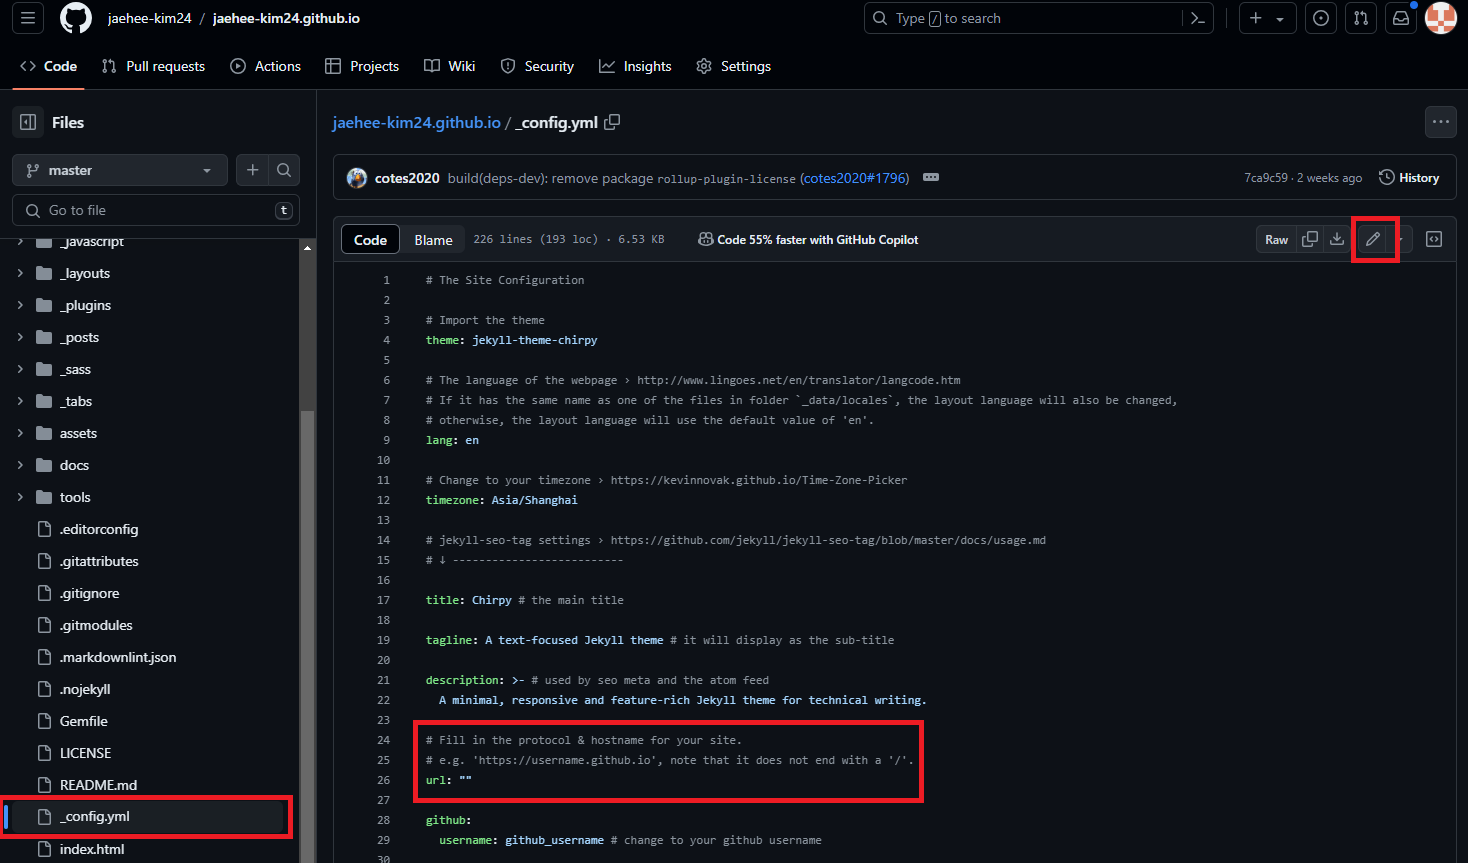 jaehee-kim24 / jaehee-kim24.github.io
Type / to search
Code Pull requests Actions Projects Wiki Security Insights Settings
Files
master
Go to file t
_javascript
_layouts
_plugins
_posts
_sass
_tabs
assets
docs
tools
.editorconfig
.gitattributes
.gitignore
.gitmodules
.markdownlint.json
.nojekyll
Gemfile
LICENSE
README.md
_config.yml
index.html
jaehee-kim24.github.io / _config.yml
cotes2020 build(deps-dev): remove package rollup-plugin-license (cotes2020#1796)
7ca9c59 · 2 weeks ago History
Code Blame 226 lines (193 loc) · 6.53 KB Code 55% faster with GitHub Copilot Raw
1 # The Site Configuration
2
3 # Import the theme
4 theme: jekyll-theme-chirpy
5
6 # The language of the webpage › http://www.lingoes.net/en/translator/langcode.htm
7 # If it has the same name as one of the files in folder `_data/locales`, the layout language will also be changed,
8 # otherwise, the layout language will use the default value of 'en'.
9 lang: en
10
11 # Change to your timezone › https://kevinnovak.github.io/Time-Zone-Picker
12 timezone: Asia/Shanghai
13
14 # jekyll-seo-tag settings › https://github.com/jekyll/jekyll-seo-tag/blob/master/docs/usage.md
15 # ↓ --------------------------
16
17 title: Chirpy # the main title
18
19 tagline: A text-focused Jekyll theme # it will display as the sub-title
20
21 description: >- # used by seo meta and the atom feed
22 A minimal, responsive and feature-rich Jekyll theme for technical writing.
23
24 # Fill in the protocol & hostname for your site.
25 # e.g. 'https://username.github.io', note that it does not end with a '/'.
26 url: ""
27
28 github:
29 username: github_username # change to your github username
30